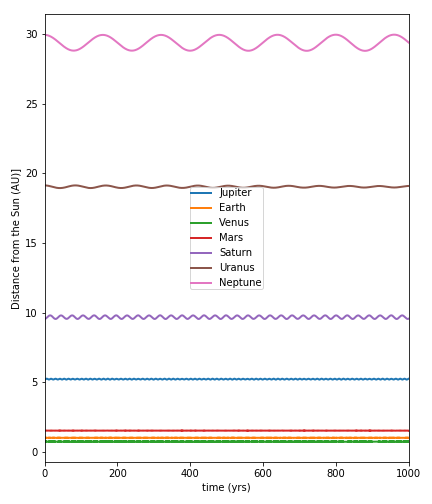 30
25
20
15
10
5
0
Distance from the Sun (AU)]
Jupiter
Earth
Venus
Mars
Saturn
Uranus
Neptune
0 200 400 600 800 1000
time (yrs)